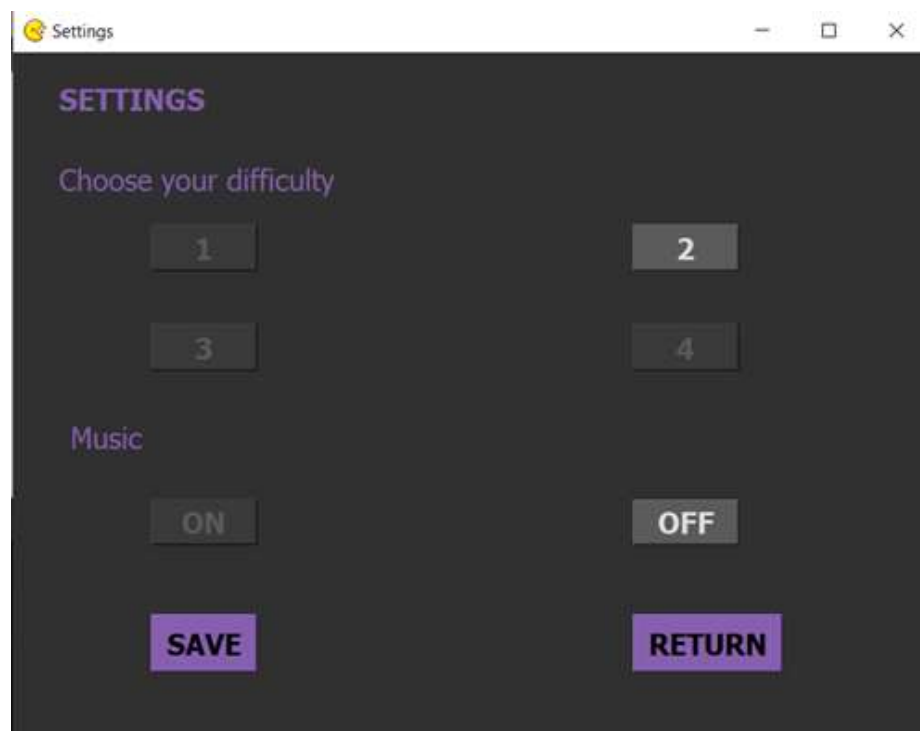 Settings
SETTINGS
Choose your difficulty
1 2
3 4
Music
ON OFF
SAVE RETURN